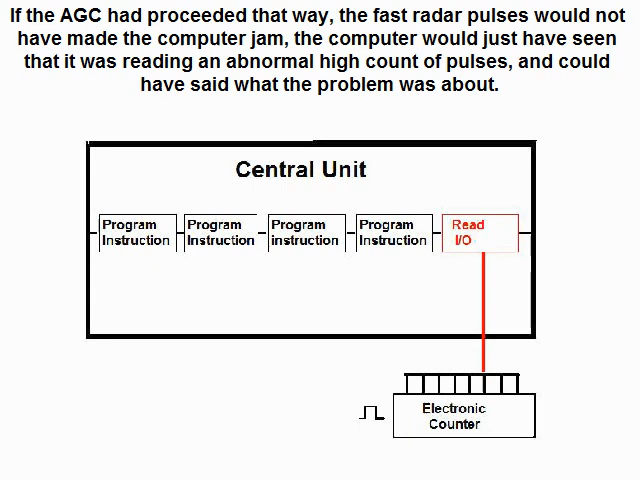 If the AGC had proceeded that way, the fast radar pulses would not
have made the computer jam, the computer would just have seen
that it was reading an abnormal high count of pulses, and could
have said what the problem was about.
Central Unit
Program Instruction
Program Instruction
Program instruction
Program Instruction
Read I/O
Electronic
Counter